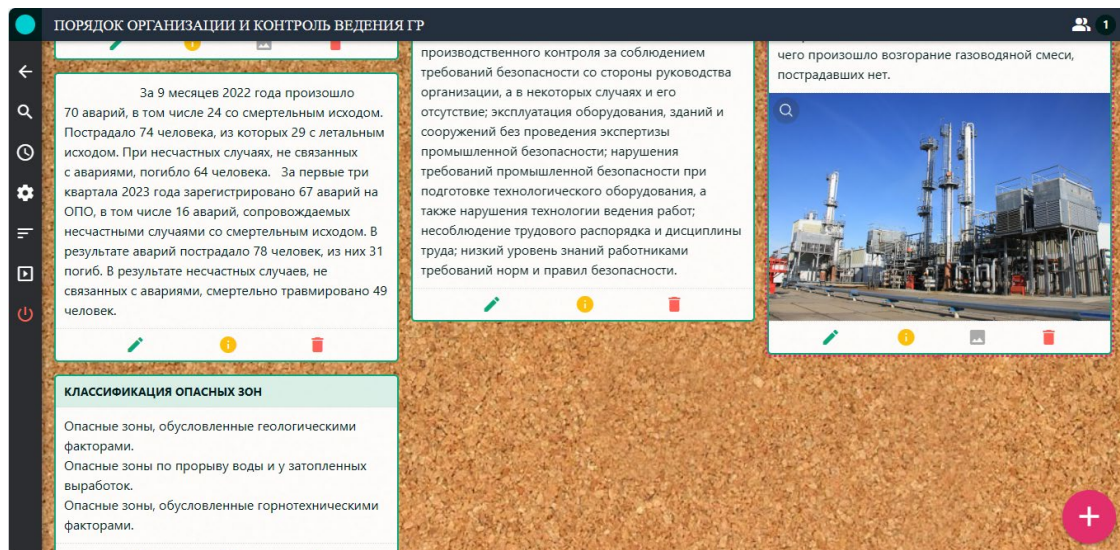 ПОРЯДОК ОРГАНИЗАЦИИ И КОНТРОЛЬ ВЕДЕНИЯ ГР
1
За 9 месяцев 2022 года произошло
70 аварий, в том числе 24 со смертельным исходом.
Пострадало 74 человека, из которых 29 с летальным
исходом. При несчастных случаях, не связанных
с авариями, погибло 64 человека. За первые три
квартала 2023 года зарегистрировано 67 аварий на
ОПО, в том числе 16 аварий, сопровождаемых
несчастными случаями со смертельным исходом. В
результате аварий пострадало 78 человек, из них 31
погиб. В результате несчастных случаев, не
связанных с авариями, смертельно травмировано 49
человек.
КЛАССИФИКАЦИЯ ОПАСНЫХ ЗОН
Опасные зоны, обусловленные геологическими
факторами.
Опасные зоны по прорыву воды и у затопленных
выработок.
Опасные зоны, обусловленные горнотехническими
факторами.
производственного контроля за соблюдением
требований безопасности со стороны руководства
организации, а в некоторых случаях и его
отсутствие; эксплуатация оборудования, зданий и
сооружений без проведения экспертизы
промышленной безопасности; нарушения
требований промышленной безопасности при
подготовке технологического оборудования, а
также нарушения технологии ведения работ;
несоблюдение трудового распорядка и дисциплины
труда; низкий уровень знаний работниками
требований норм и правил безопасности.
чего произошло возгорание газоводяной смеси,
пострадавших нет.